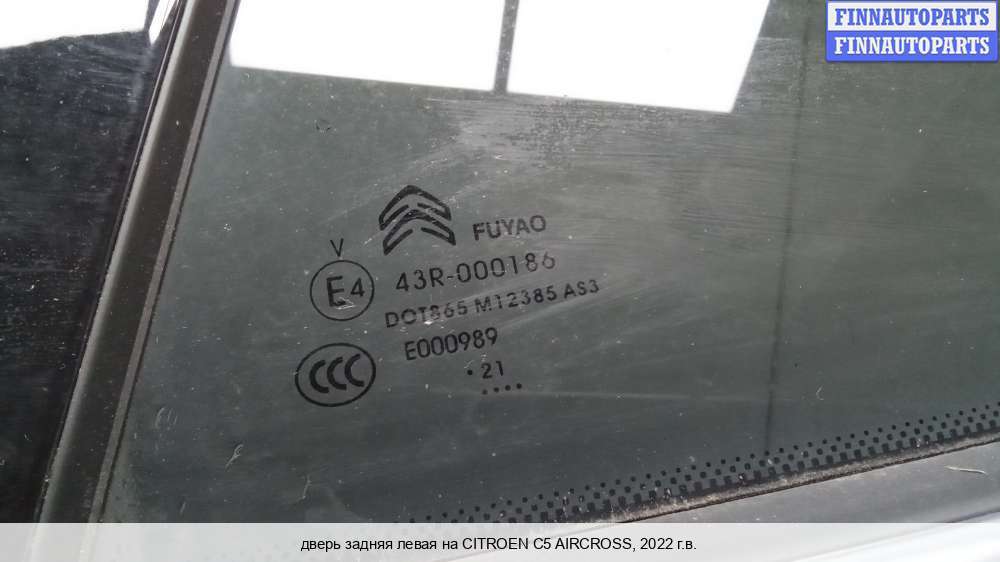 FINNAUTOPARTS
FINNAUTOPARTS
FUYAO
V
E4
43R-000186
DOT865 M12385 AS3
E000989
CCC
.21
....
дверь задняя левая на CITROEN C5 AIRCROSS, 2022 г.в.